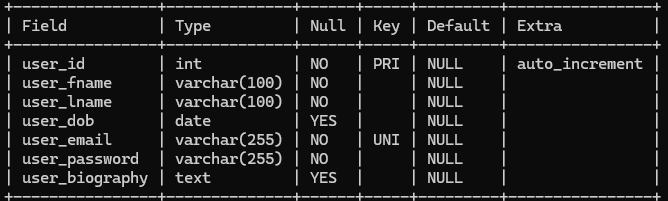 | Field | Type | Null | Key | Default | Extra |
| user_id | int | NO | PRI | NULL | auto_increment |
| user_fname | varchar(100) | NO | | NULL | |
| user_lname | varchar(100) | NO | | NULL | |
| user_dob | date | YES | | NULL | |
| user_email | varchar(255) | NO | UNI | NULL | |
| user_password | varchar(255) | NO | | NULL | |
| user_biography | text | YES | | NULL | |